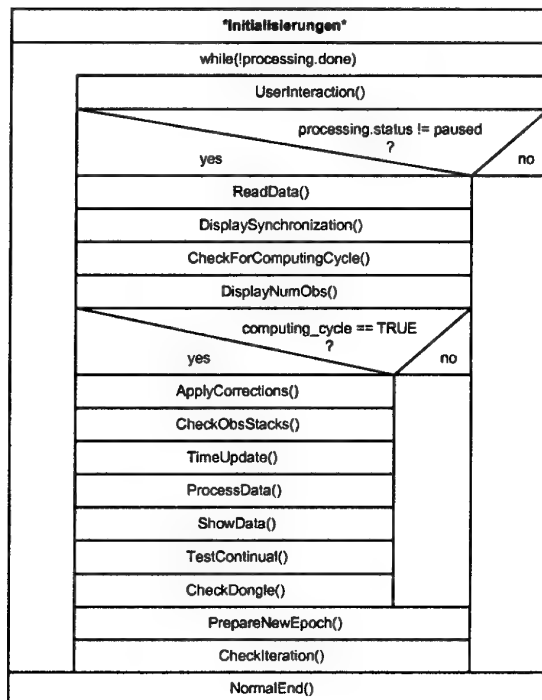 *Initialisierungen*
while(!processing.done)
UserInteraction()
processing.status != paused
?
yes no
ReadData()
DisplaySynchronization()
CheckForComputingCycle()
DisplayNumObs()
computing_cycle == TRUE
?
yes no
ApplyCorrections()
CheckObsStacks()
TimeUpdate()
ProcessData()
ShowData()
TestContinual()
CheckDongle()
PrepareNewEpoch()
CheckIteration()
NormalEnd()